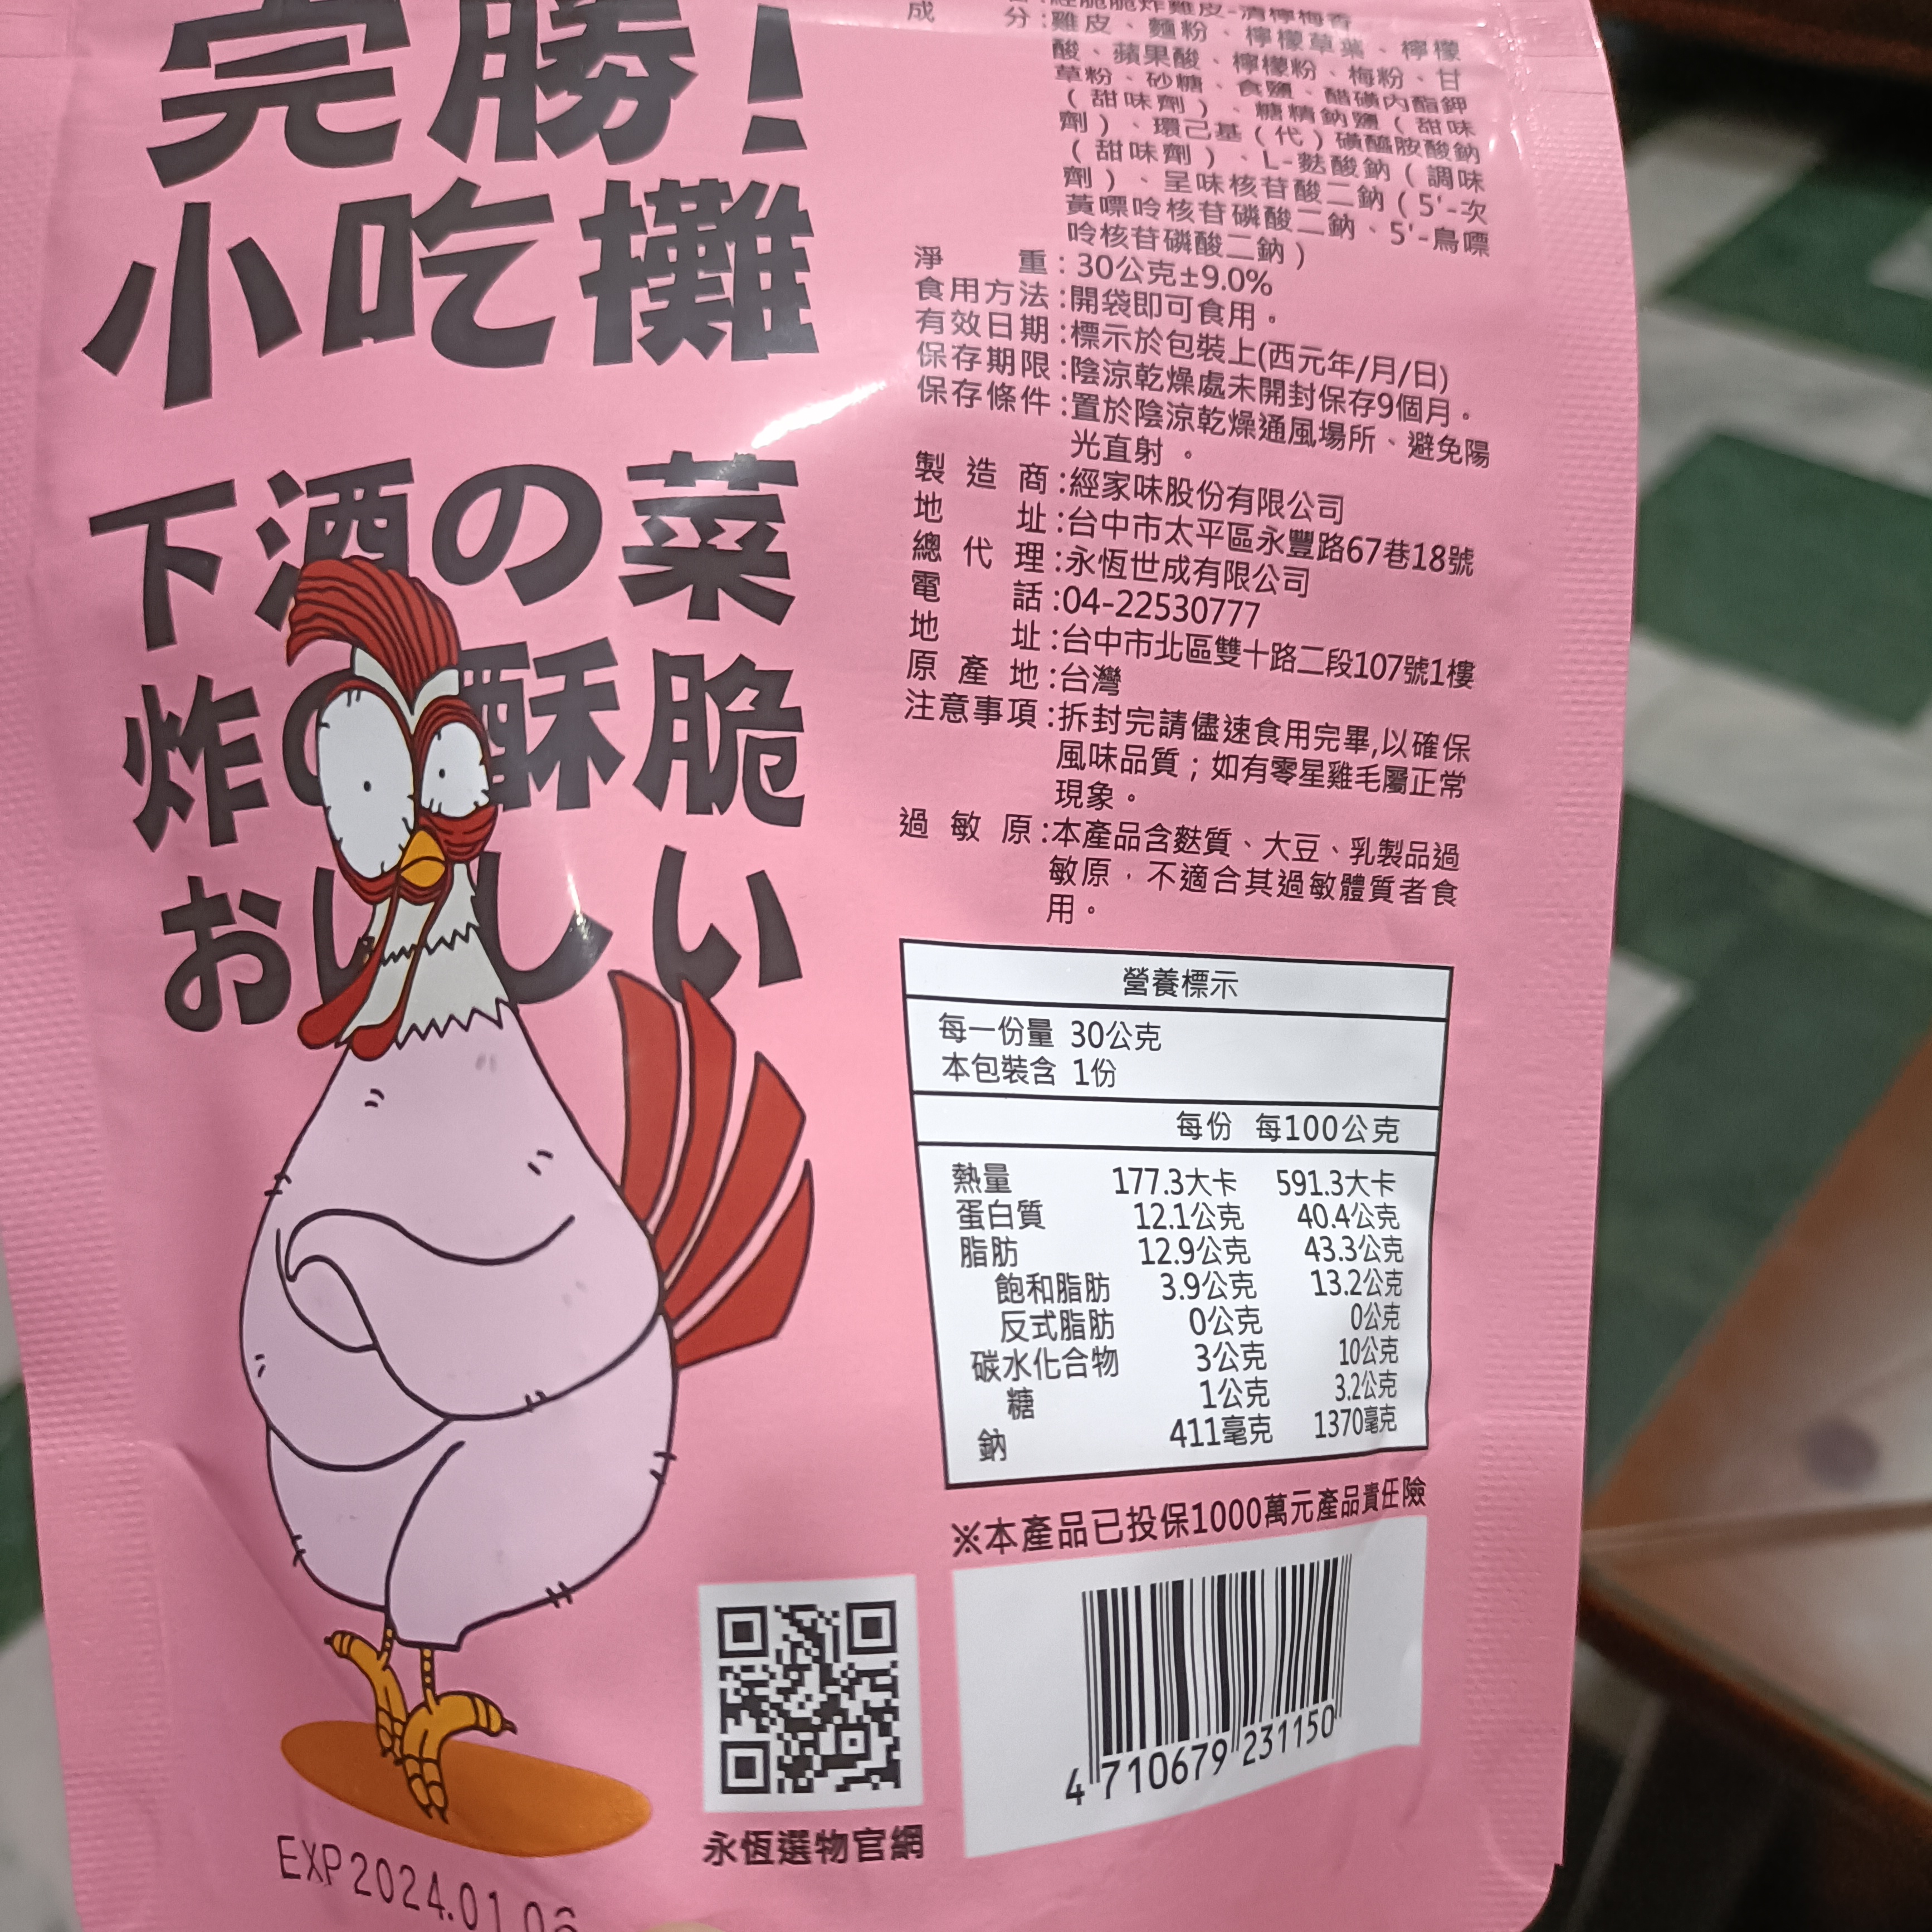 完勝！
小吃攤
下酒の菜
炸の酥脆
おいしい
成 分:雞皮、麵粉、檸檬草葉、檸檬
酸、蘋果酸、檸檬粉、梅粉、甘
草粉、砂糖、食鹽、醋磺內酯鉀
(甜味劑)、糖精鈉鹽(甜味
劑)、環己基(代)磺醯胺酸鈉
(甜味劑)、L-麩酸鈉(調味
劑)、呈味核苷酸二鈉(5'-次
黃嘌呤核苷磷酸二鈉、5'-鳥嘌
呤核苷磷酸二鈉)
淨 重:30公克±9.0%
食用方法:開袋即可食用。
有效日期:標示於包裝上(西元年/月/日)
保存期限:陰涼乾燥處未開封保存9個月。
保存條件:置於陰涼乾燥通風場所、避免陽
光直射。
製造商:經家味股份有限公司
地 址:台中市太平區永豐路67巷18號
總代理:永恆世成有限公司
電 話:04-22530777
地 址:台中市北區雙十路二段107號1樓
原產地:台灣
注意事項:拆封完請儘速食用完畢,以確保
風味品質；如有零星雞毛屬正常
現象。
過敏原:本產品含麩質、大豆、乳製品過
敏原，不適合其過敏體質者食
用。
營養標示
每一份量 30公克
本包裝含 1份
每份 每100公克
熱量 177.3大卡 591.3大卡
蛋白質 12.1公克 40.4公克
脂肪 12.9公克 43.3公克
飽和脂肪 3.9公克 13.2公克
反式脂肪 0公克 0公克
碳水化合物 3公克 10公克
糖 1公克 3.2公克
鈉 411毫克 1370毫克
※本產品已投保1000萬元產品責任險
4 710679 231150
永恆選物官網
EXP 2024.01